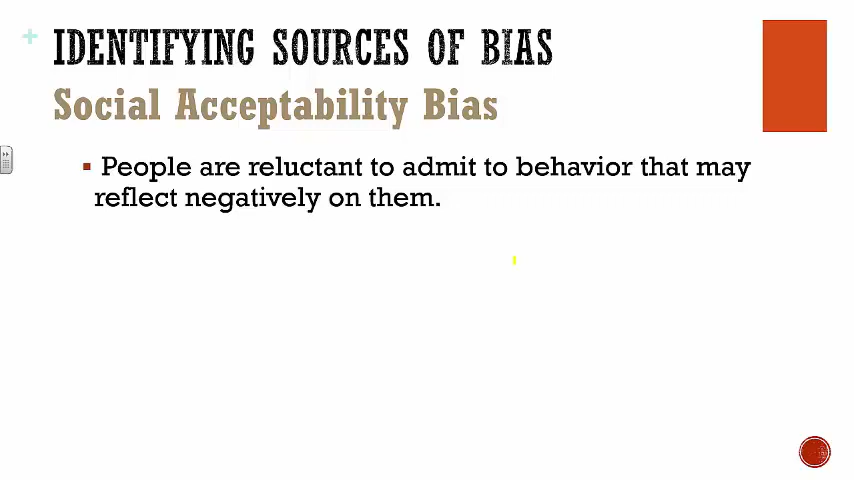 IDENTIFYING SOURCES OF BIAS
Social Acceptability Bias
▪ People are reluctant to admit to behavior that may
reflect negatively on them.